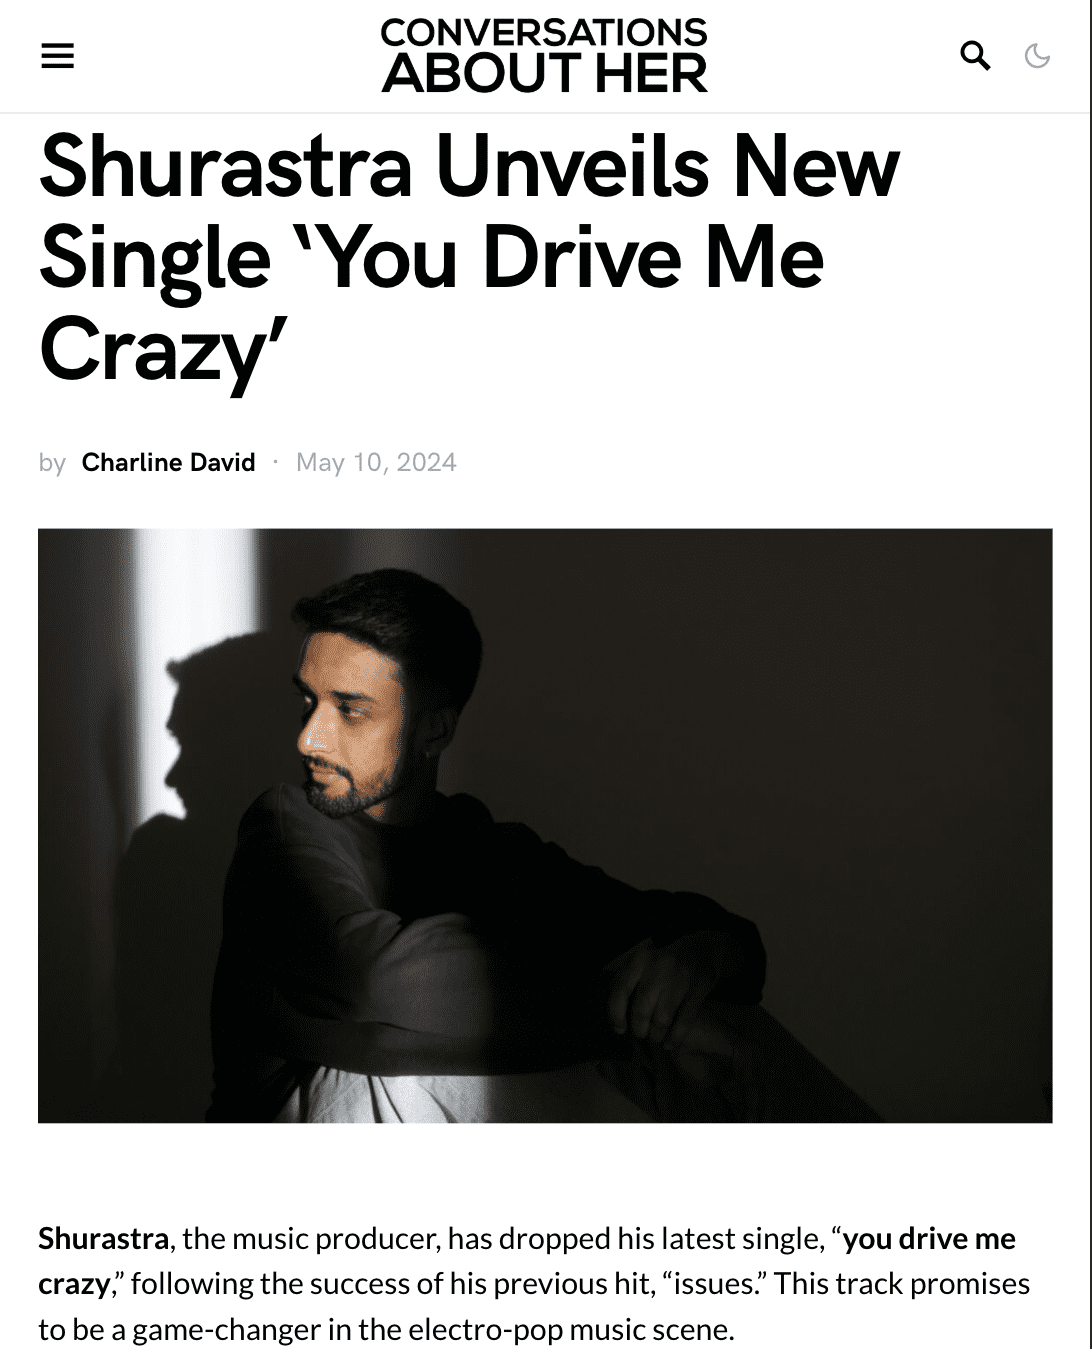 CONVERSATIONS
ABOUT HER
Shurastra Unveils New
Single ‘You Drive Me
Crazy’
by Charline David · May 10, 2024
Shurastra, the music producer, has dropped his latest single, “you drive me
crazy,” following the success of his previous hit, “issues.” This track promises
to be a game-changer in the electro-pop music scene.